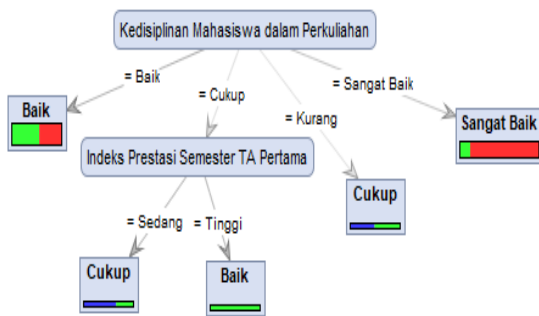 Kedisiplinan Mahasiswa dalam Perkuliahan
= Baik
= Cukup
= Kurang
= Sangat Baik
Baik
Indeks Prestasi Semester TA Pertama
Sangat Baik
Cukup
= Sedang
= Tinggi
Cukup
Baik